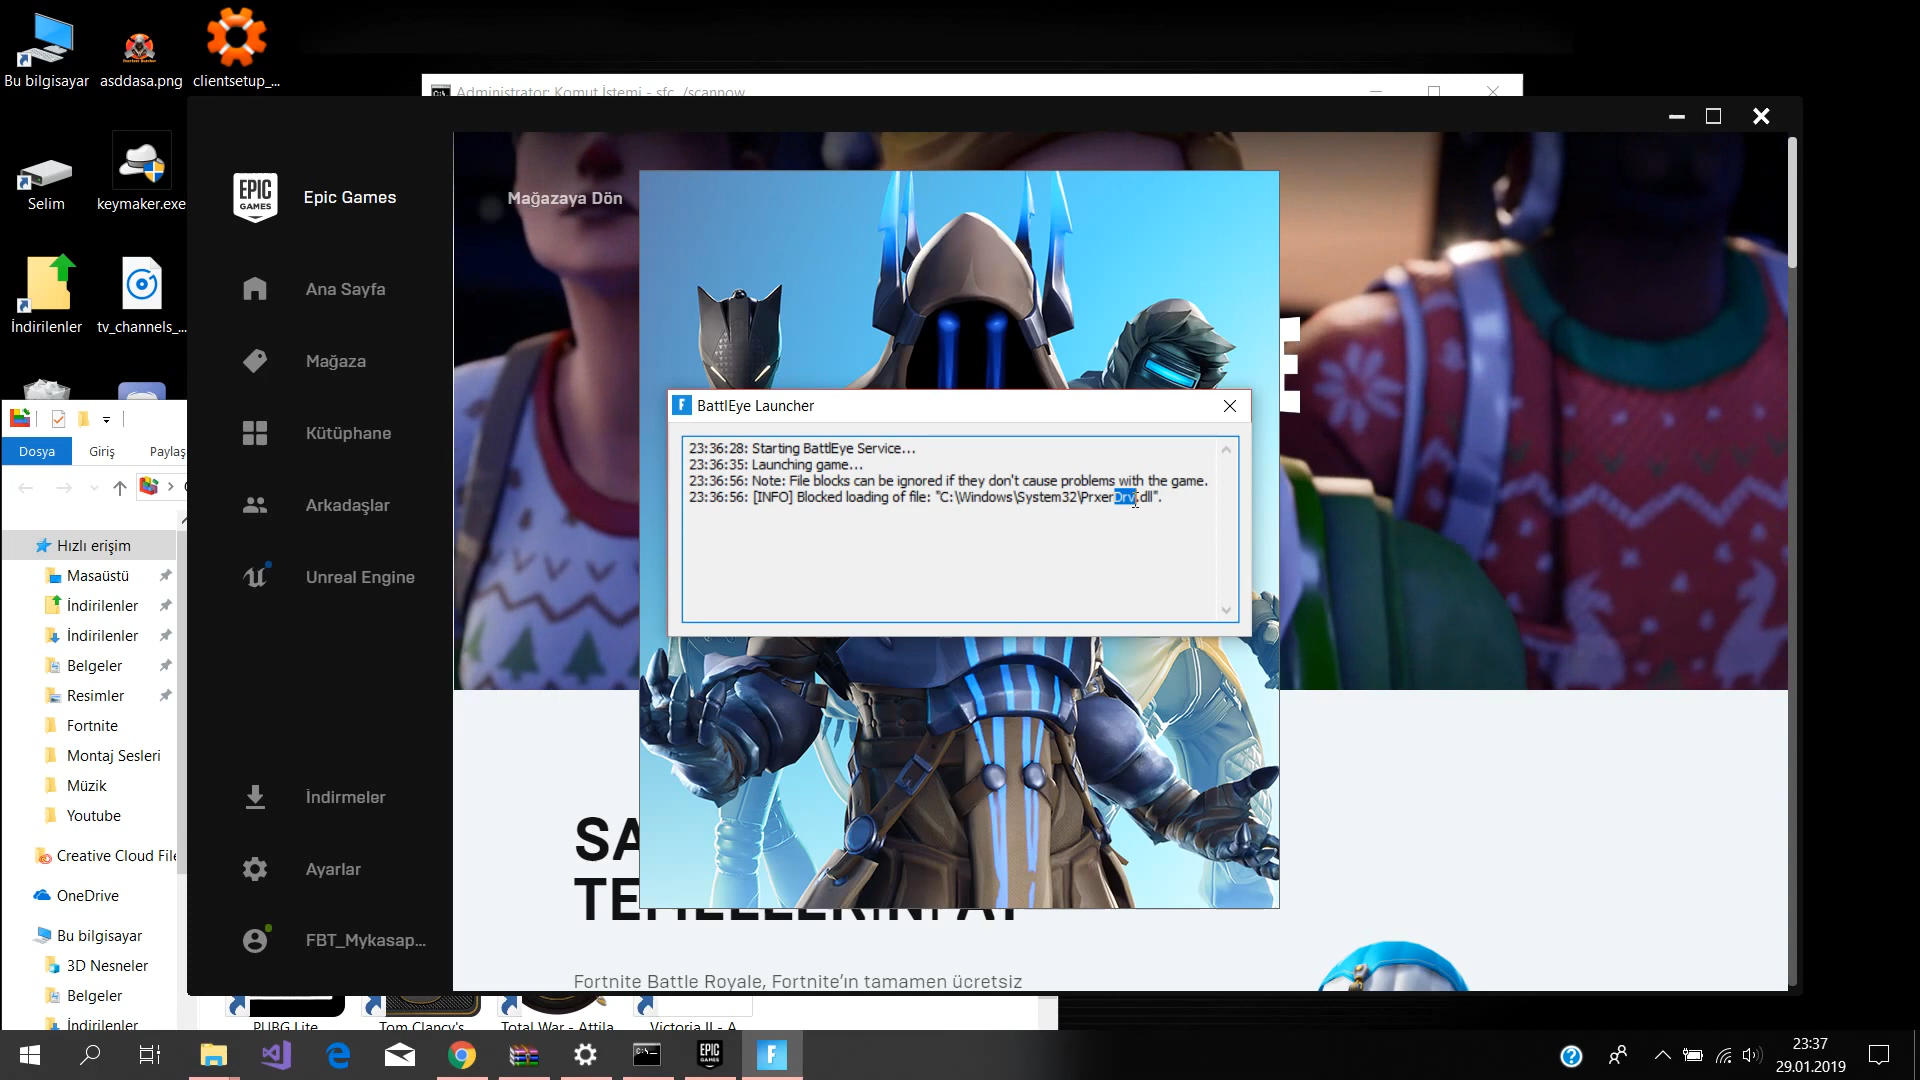 Bu bilgisayar
asddasa.png
clientsetup_...
Selim
keymaker.exe
İndirilenler
tv_channels_...
Administrator: Komut İstemi - sfc /scannow
EPIC
GAMES
Epic Games
Mağazaya Dön
Ana Sayfa
Mağaza
Kütüphane
Arkadaşlar
Unreal Engine
İndirmeler
Ayarlar
FBT_Mykasap...
E
BattlEye Launcher
23:36:28: Starting BattlEye Service...
23:36:35: Launching game...
23:36:56: Note: File blocks can be ignored if they don't cause problems with the game.
23:36:56: [INFO] Blocked loading of file: "C:\Windows\System32\PrxerDrv.dll".
Dosya
Giriş
Paylaş
Hızlı erişim
Masaüstü
İndirilenler
İndirilenler
Belgeler
Resimler
Fortnite
Montaj Sesleri
Müzik
Youtube
Creative Cloud File
OneDrive
Bu bilgisayar
3D Nesneler
Belgeler
İndirilenler
SA
Fortnite Battle Royale, Fortnite'ın tamamen ücretsiz
PUBG Lite
Tom Clancy's
Total War - Attila
Victoria II - A
EPIC
GAMES
23:37
29.01.2019